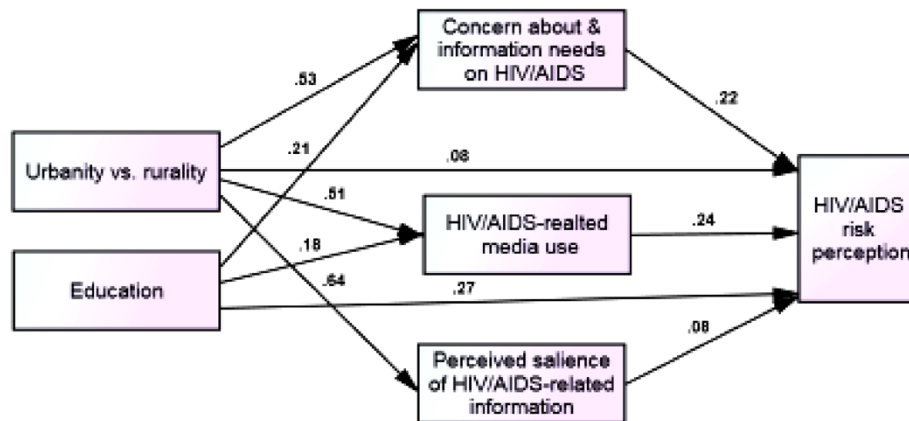 Concern about &
information needs
on HIV/AIDS
.53
.22
.21
.08
Urbanity vs. rurality
.51
HIV/AIDS-realted
media use
.24
HIV/AIDS
risk
perception
.18
Education
.54
.27
.08
Perceived salience
of HIV/AIDS-related
information